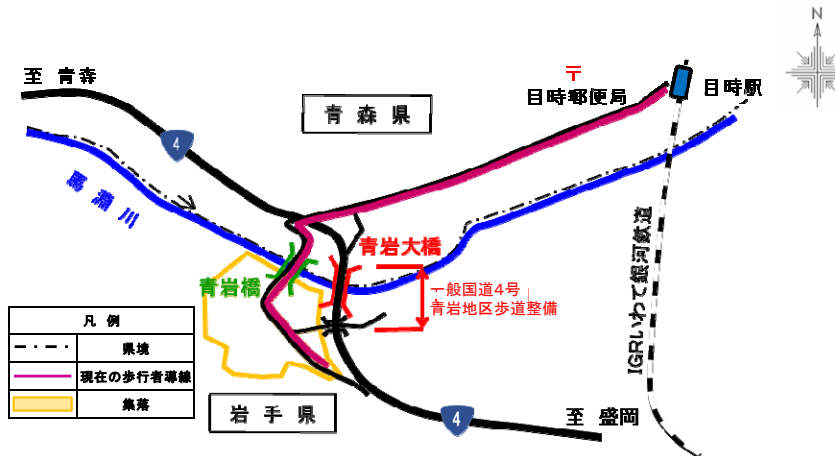 N
至 青森
〒
目時郵便局
目時駅
青森県
4
馬淵川
青岩大橋
青岩橋
一般国道4号
青岩地区歩道整備
IGRいわて銀河鉄道
凡 例
県境
現在の歩行者導線
集落
岩手県
4
至 盛岡